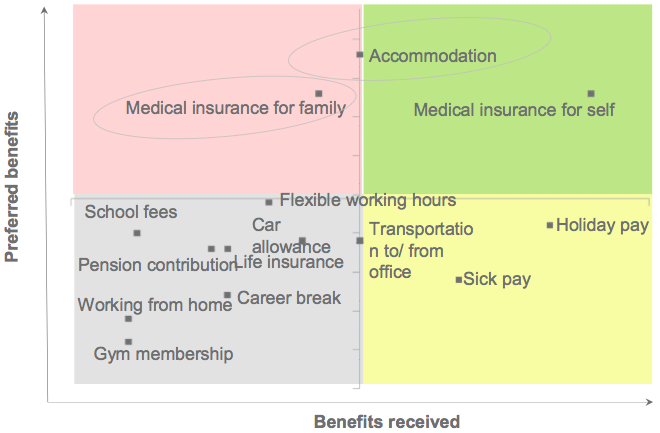 Preferred benefits
Accommodation
Medical insurance for family
Medical insurance for self
Flexible working hours
School fees
Car
allowance
Transportatio
n to/ from
office
Holiday pay
Pension contribution
Life insurance
Sick pay
Working from home
Career break
Gym membership
Benefits received